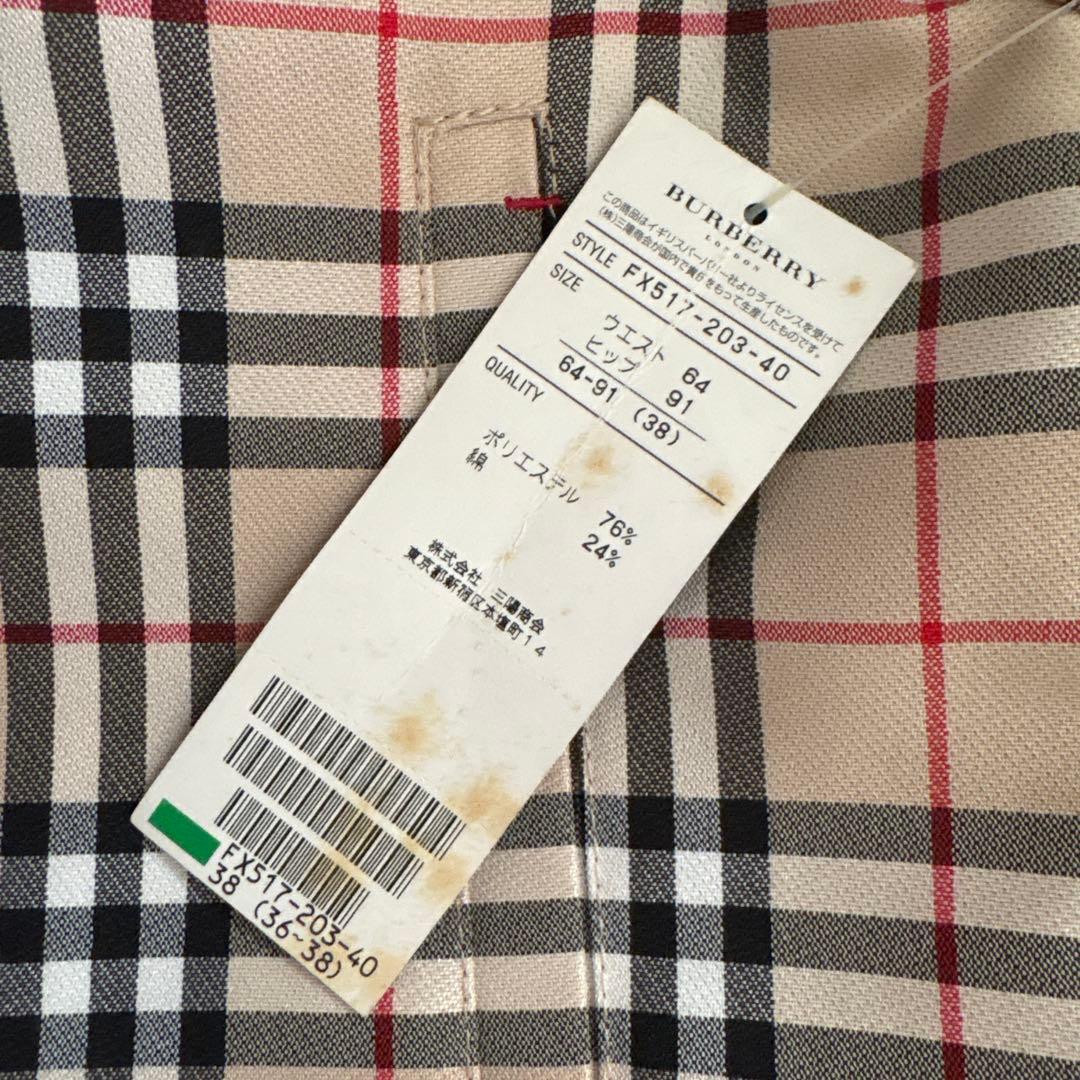 BURBERRY
LONDON
この商品はイギリスバーバリー社よりライセンスを受けて
(株)三陽商会が国内で責任をもって生産したものです。
STYLE FX517-203-40
SIZE
ウエスト 64
ヒップ 91
64-91 (38)
QUALITY
ポリエステル 76%
綿 24%
株式会社 三陽商会
東京都新宿区本塩町14
FX517-203-40
38 (36~38)